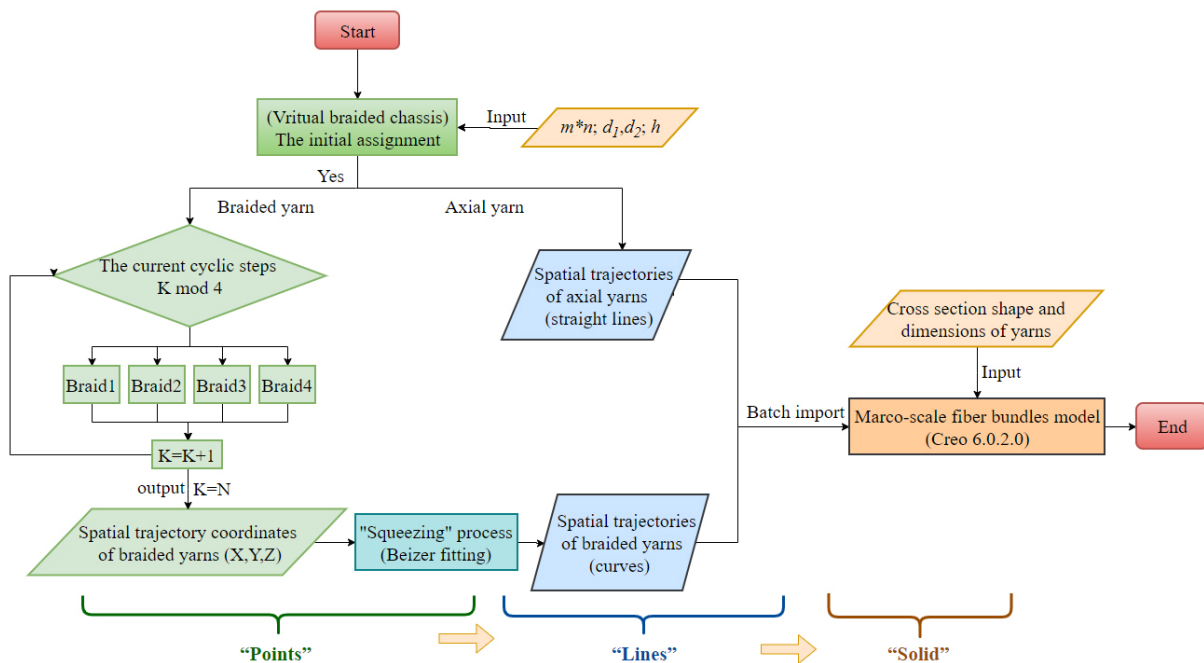 Start
(Vritual braided chassis)
The initial assignment
Input
m*n; d1,d2; h
Yes
Braided yarn
Axial yarn
The current cyclic steps
K mod 4
Spatial trajectories
of axial yarns
(straight lines)
Cross section shape and
dimensions of yarns
Input
Braid1
Braid2
Braid3
Braid4
Batch import
Marco-scale fiber bundles model
(Creo 6.0.2.0)
End
K=K+1
output
K=N
Spatial trajectory coordinates
of braided yarns (X,Y,Z)
"Squeezing" process
(Beizer fitting)
Spatial trajectories
of braided yarns
(curves)
“Points”
“Lines”
“Solid”